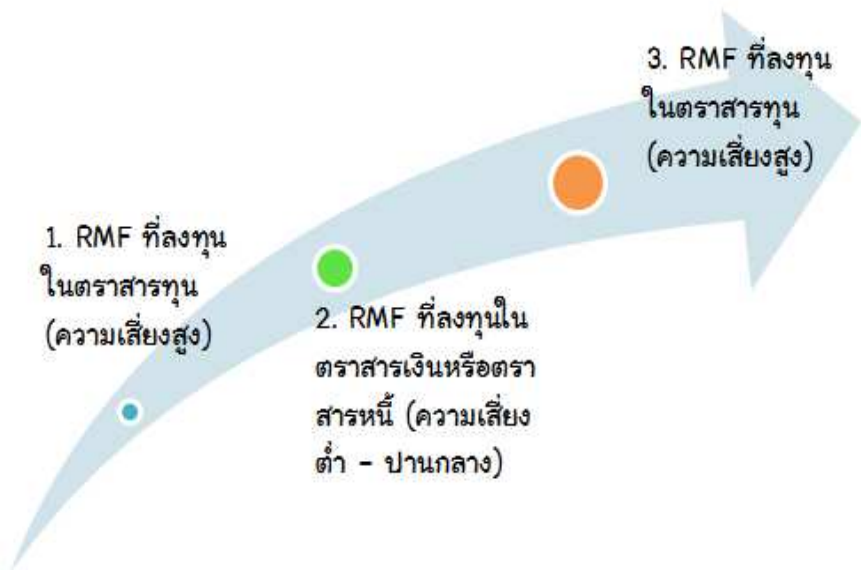 1. RMF ที่ลงทุน
ในตราสารทุน
(ความเสี่ยงสูง)
2. RMF ที่ลงทุนใน
ตราสารเงินหรือตรา
สารหนี้ (ความเสี่ยง
ต่ำ - ปานกลาง)
3. RMF ที่ลงทุน
ในตราสารทุน
(ความเสี่ยงสูง)